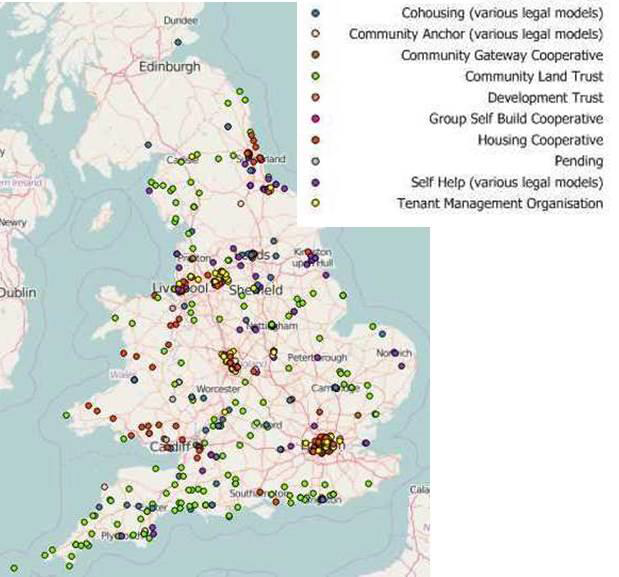 Cohousing (various legal models)
Community Anchor (various legal models)
Community Gateway Cooperative
Community Land Trust
Development Trust
Group Self Build Cooperative
Housing Cooperative
Pending
Self Help (various legal models)
Tenant Management Organisation
Dundee
Edinburgh
Newry
Dublin
Liverpool
Sheffield
Nottingham
Peterborough
Norwich
Wales
Worcester
Cardiff
Southampton